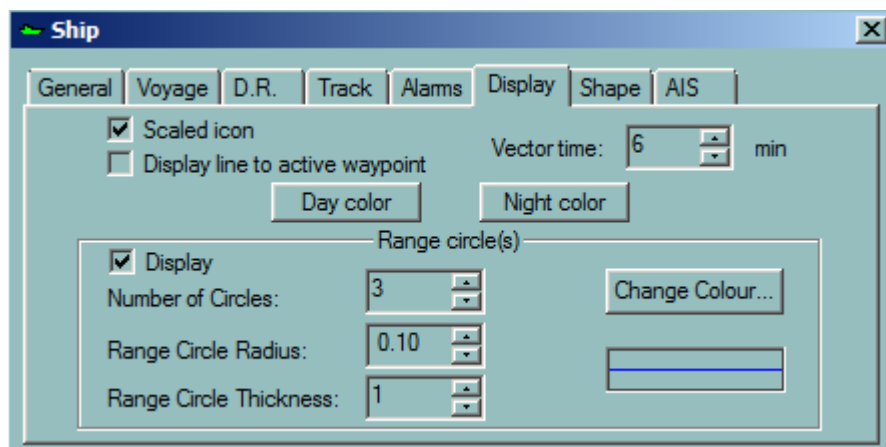 Ship
General Voyage D.R. Track Alarms Display Shape AIS
Scaled icon
Vector time: 6 min
Display line to active waypoint
Day color Night color
Range circle(s)
Display
Number of Circles: 3 Change Colour...
Range Circle Radius: 0.10
Range Circle Thickness: 1